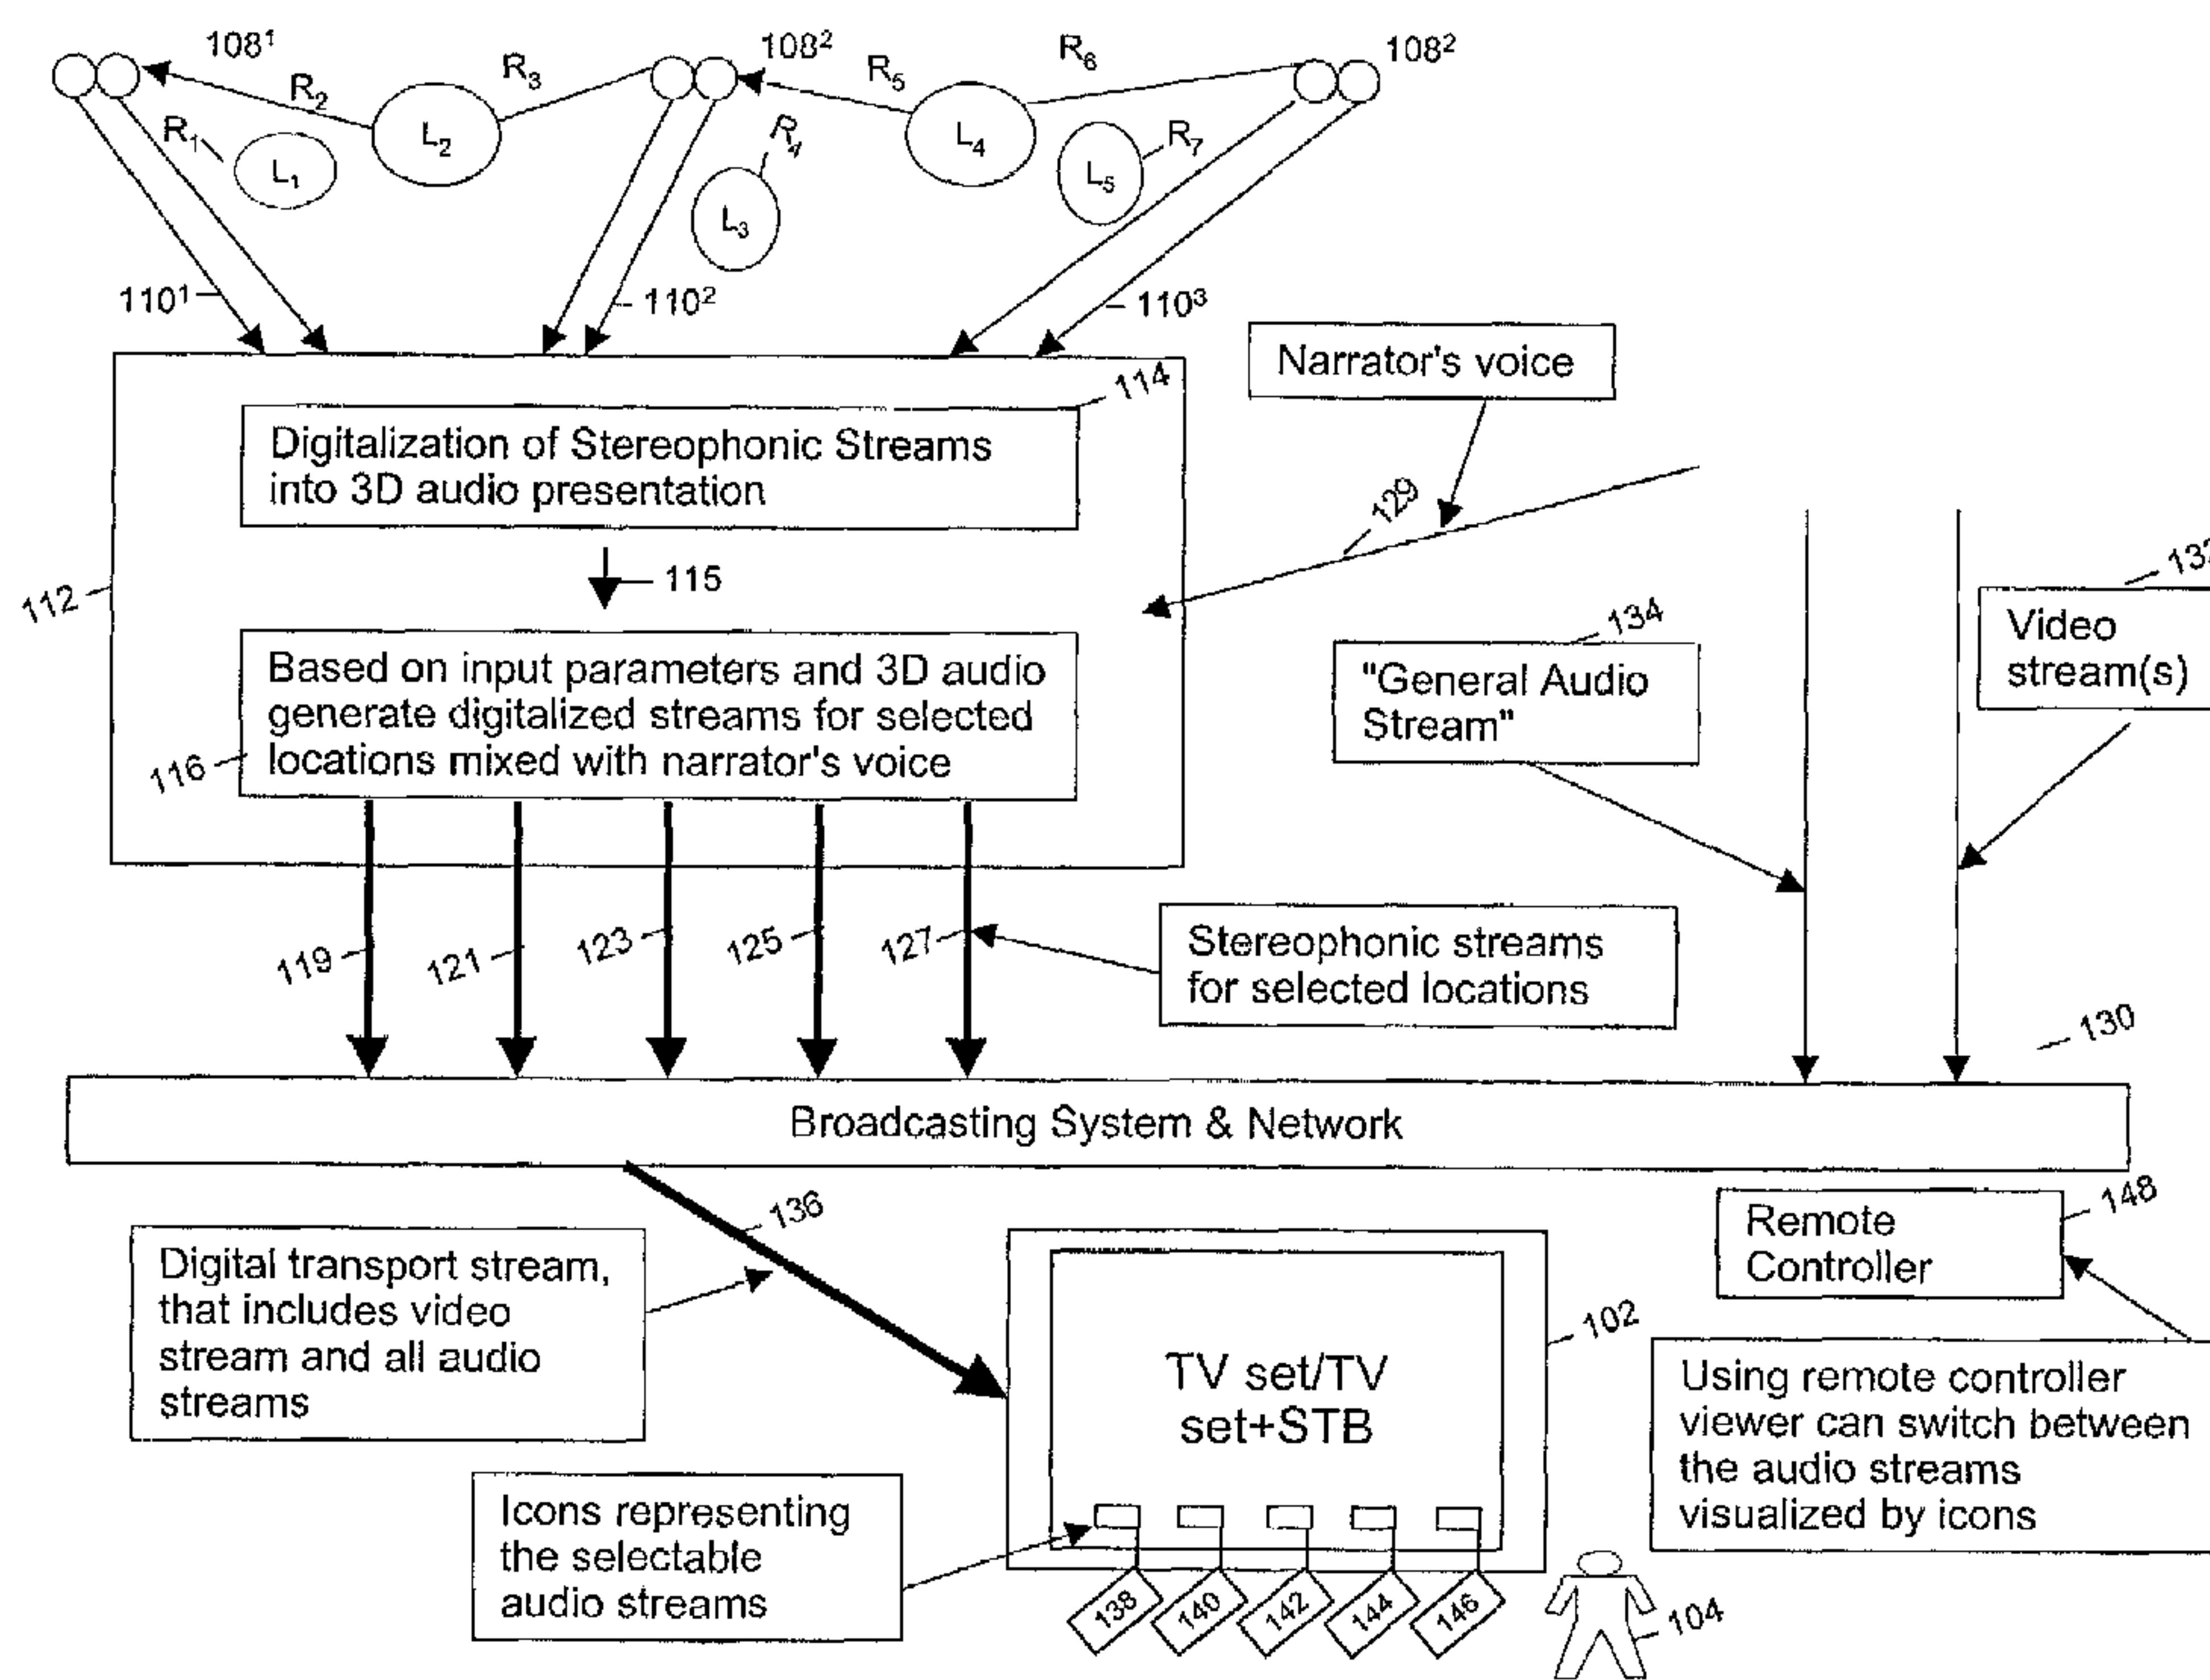 108¹
108²
108²
R₂
R₃
R₅
R₆
R₁
L₁
L₂
R₄
L₃
L₄
L₅
R₇
110¹
110²
110³
114
Narrator's voice
Digitalization of Stereophonic Streams
into 3D audio presentation
129
115
112
132
Video
stream(s)
134
"General Audio
Stream"
Based on input parameters and 3D audio
generate digitalized streams for selected
locations mixed with narrator's voice
116
119
121
123
125
127
Stereophonic streams
for selected locations
130
Broadcasting System & Network
136
148
Remote
Controller
Digital transport stream,
that includes video
stream and all audio
streams
102
TV set/TV
set+STB
Using remote controller
viewer can switch between
the audio streams
visualized by icons
Icons representing
the selectable
audio streams
138
140
142
144
146
104